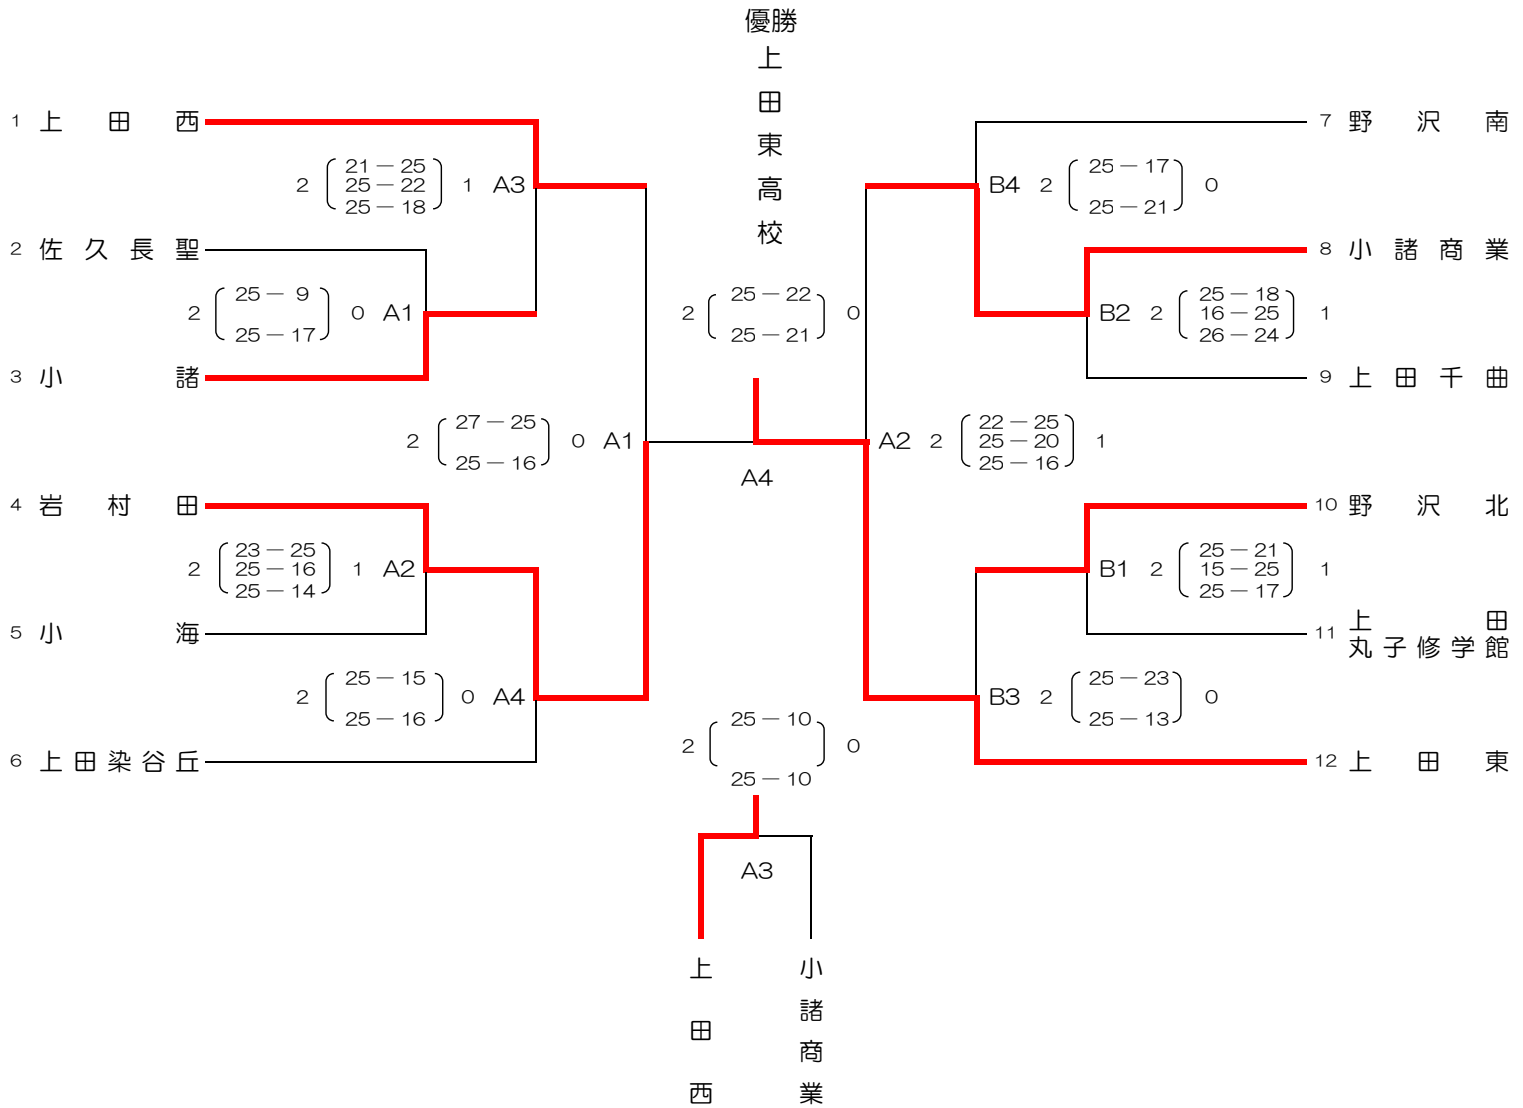 優勝
上田東高校
1 上田西
2 21－25 1 A3
25－22
25－18
2 佐久長聖
2 25－9 0 A1
25－17
3 小諸
2 27－25 0 A1
25－16
4 岩村田
2 23－25 1 A2
25－16
25－14
5 小海
2 25－15 0 A4
25－16
6 上田染谷丘
2 25－22 0
25－21
A4
7 野沢南
B4 2 25－17 0
25－21
8 小諸商業
B2 2 25－18 1
16－25
26－24
9 上田千曲
A2 2 22－25 1
25－20
25－16
10 野沢北
B1 2 25－21 1
15－25
25－17
11 上田
丸子修学館
B3 2 25－23 0
25－13
12 上田東
2 25－10 0
25－10
A3
上田西
小諸商業